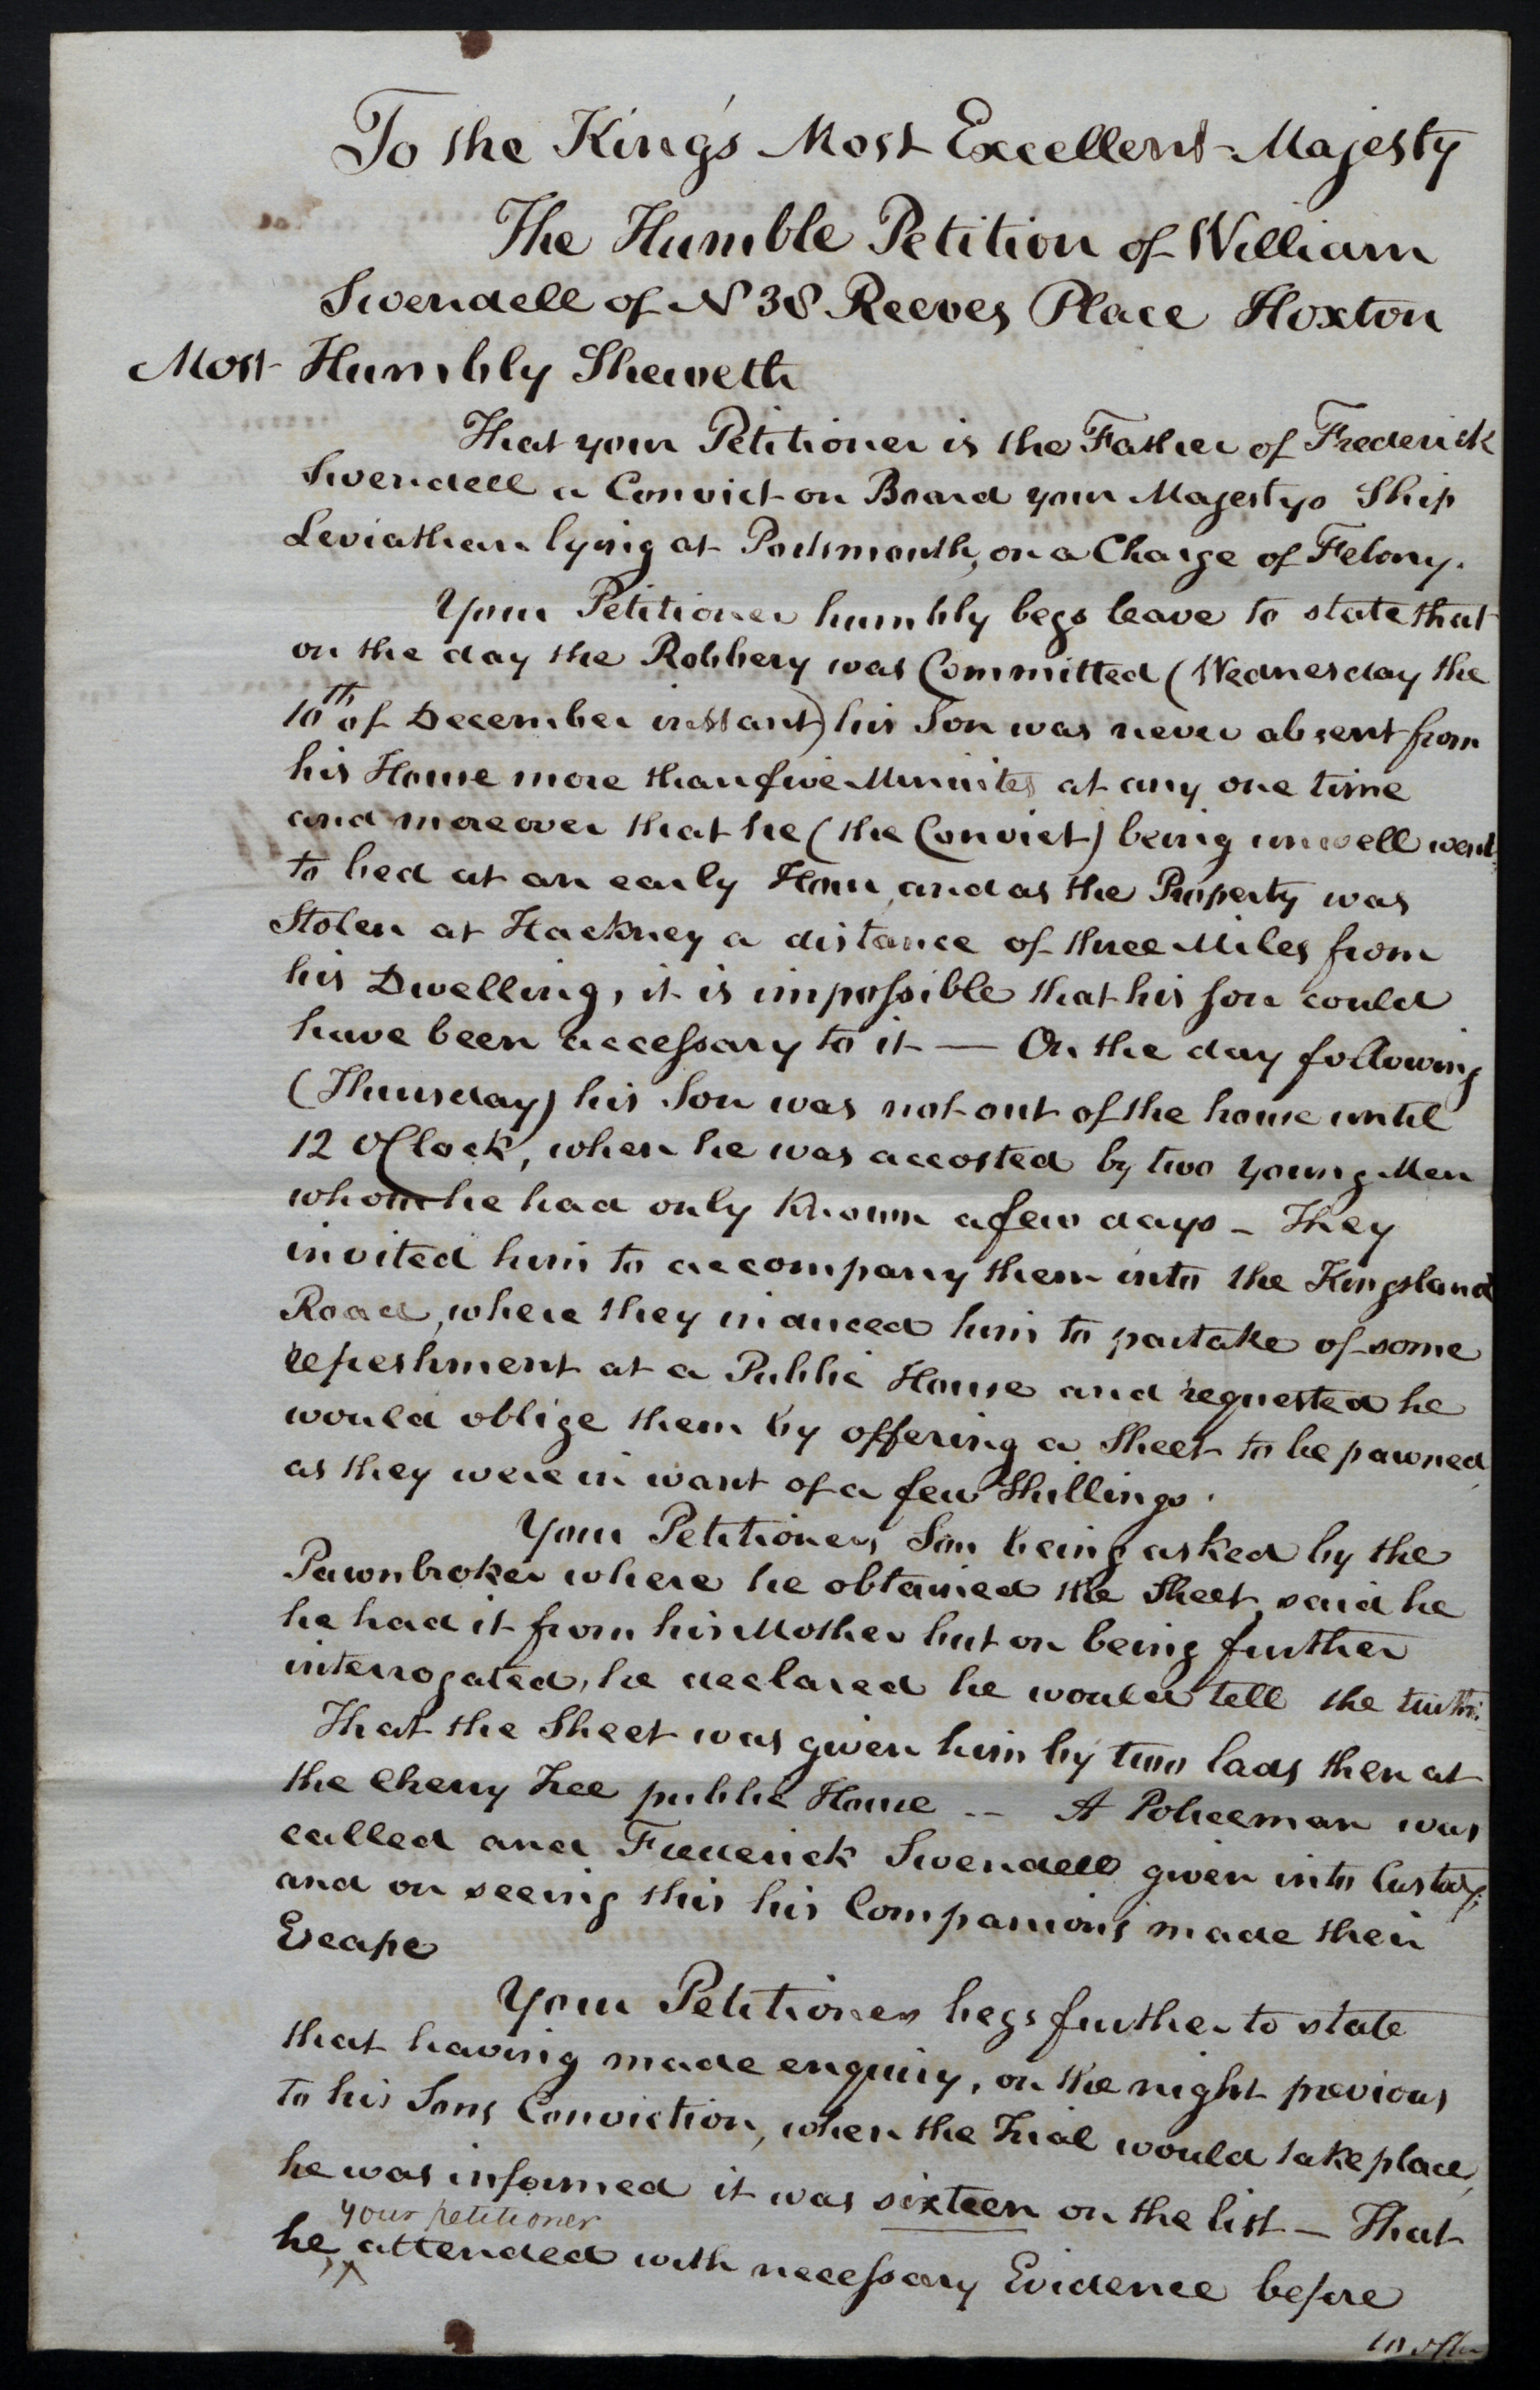 To the King's Most Excellent Majesty
The Humble Petition of William
Swendell of N 38 Reeves Place Hoxton
Most Humbly Sheweth
That your Petitioner is the Father of Frederick
Swendell a Convict on Board your Majestys Ship
Leviathan lying at Portsmouth, on a Charge of Felony.
Your Petitioner humbly begs leave to state that
on the day the Robbery was Committed (Wednesday the
10th of December instant) his Son was never absent from
his Home more than five Minutes at any one time
and moreover that he (the Convict) being unwell went
to bed at an early Hour, and as the Property was
Stolen at Hackney a distance of three Miles from
his Dwelling, it is impossible that his son could
have been accessary to it — On the day following
(Thursday) his Son was not out of the house until
12 OClock, when he was accosted by two young Men
whom he had only known a few days - They
invited him to accompany them into the Kingsland
Road, where they induced him to partake of some
refreshment at a Public House and requested he
would oblige them by offering a Sheet to be pawned,
as they were in want of a few Shillings.
Your Petitioners Son being asked by the
Pawnbroker where he obtained the Sheet, said he
he had it from his Mother but on being further
interrogated, he declared he would tell the truth:
That the Sheet was given him by two lads then at
the Cherry Tree public House -- A Policeman was
called and Frederick Swendell given into Custody;
and on seeing this his Companions made their
Escape
Your Petitioner begs further to state
that having made enquiry, on the night previous
to his Sons Conviction, when the Trial would take place,
he was informed it was sixteen on the list — That
your petitioner
he ^ attended with necessary Evidence before
10